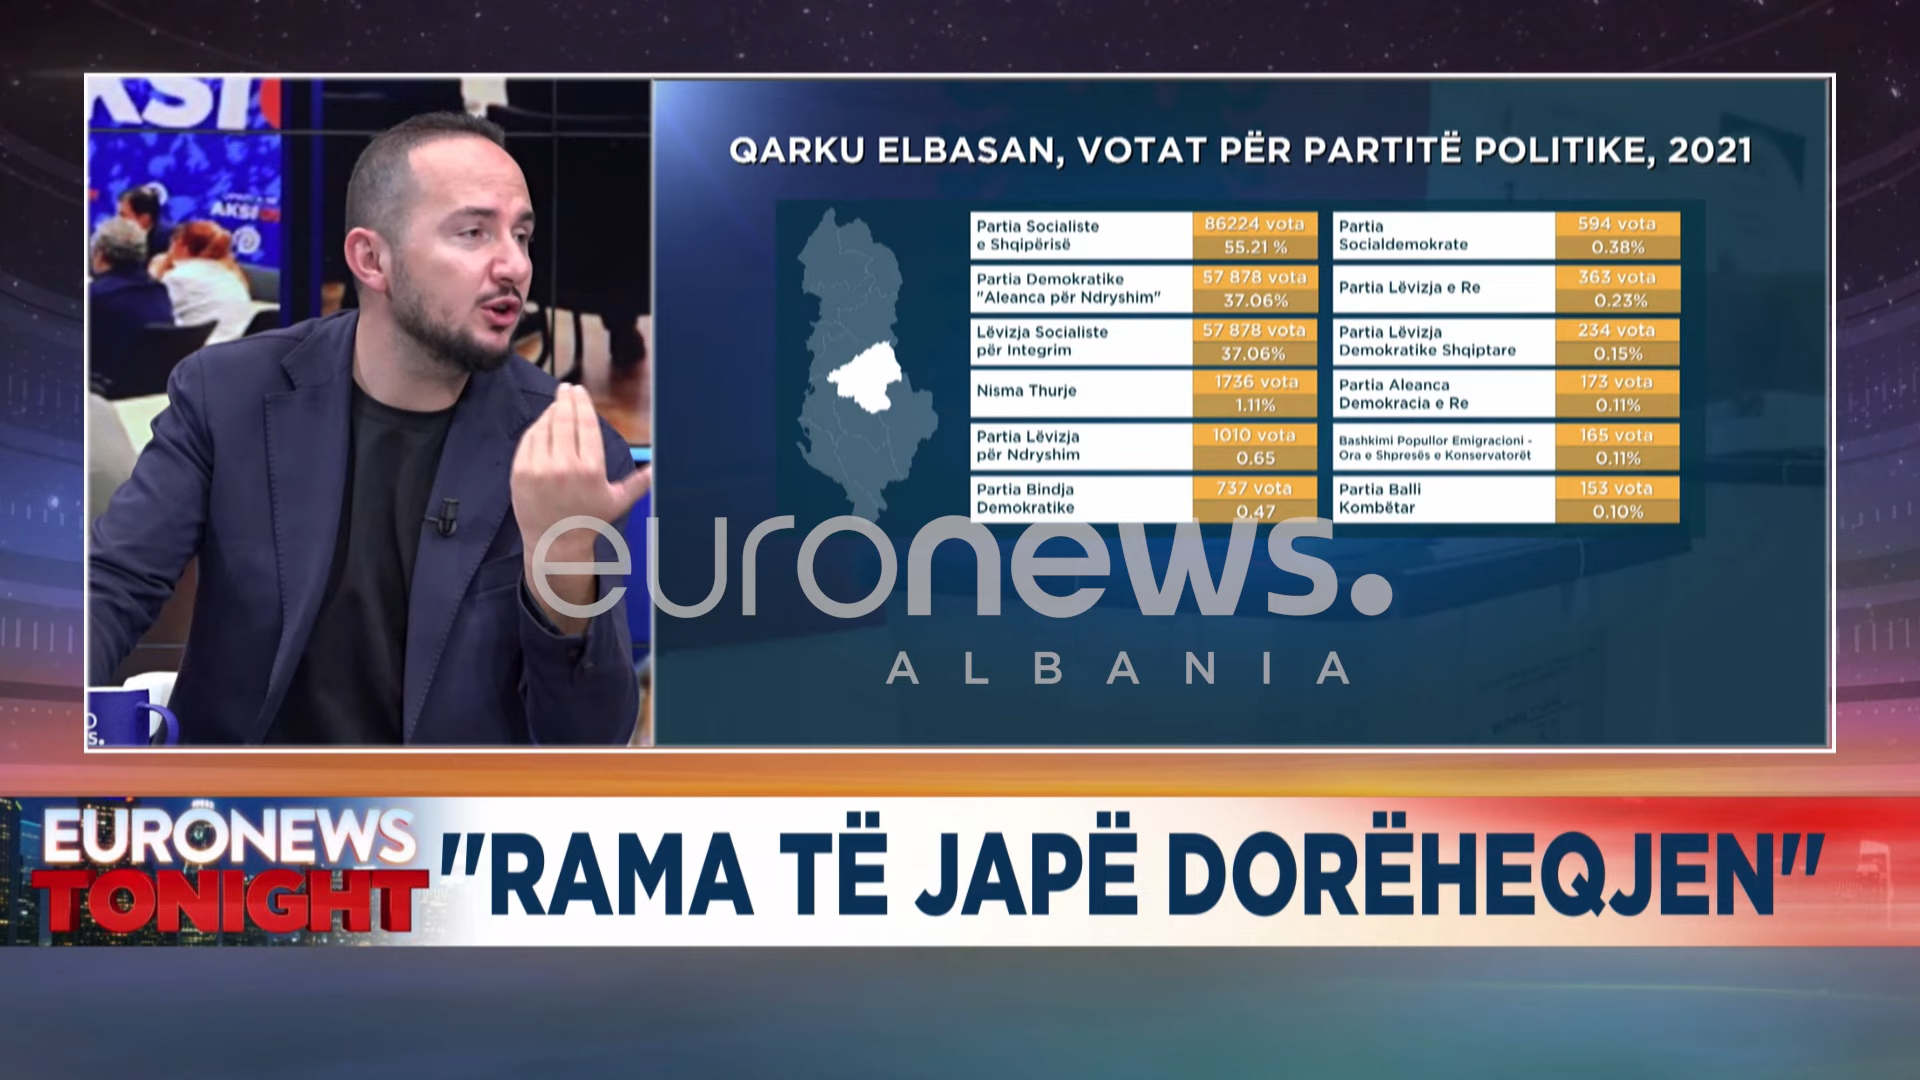 AKSI
AKSI
QARKU ELBASAN, VOTAT PËR PARTITË POLITIKE, 2021
Partia Socialiste
e Shqipërisë
86224 vota
55.21 %
Partia Demokratike
"Aleanca për Ndryshim"
57 878 vota
37.06%
Lëvizja Socialiste
për Integrim
57 878 vota
37.06%
Nisma Thurje
1736 vota
1.11%
Partia Lëvizja
për Ndryshim
1010 vota
0.65
Partia Bindja
Demokratike
737 vota
0.47
Partia
Socialdemokrate
594 vota
0.38%
Partia Lëvizja e Re
363 vota
0.23%
Partia Lëvizja
Demokratike Shqiptare
234 vota
0.15%
Partia Aleanca
Demokracia e Re
173 vota
0.11%
Bashkimi Popullor Emigracioni -
Ora e Shpresës e Konservatorët
165 vota
0.11%
Partia Balli
Kombëtar
153 vota
0.10%
euronews.
ALBANIA
s.
EURONEWS
TONIGHT
"RAMA TË JAPË DORËHEQJEN"